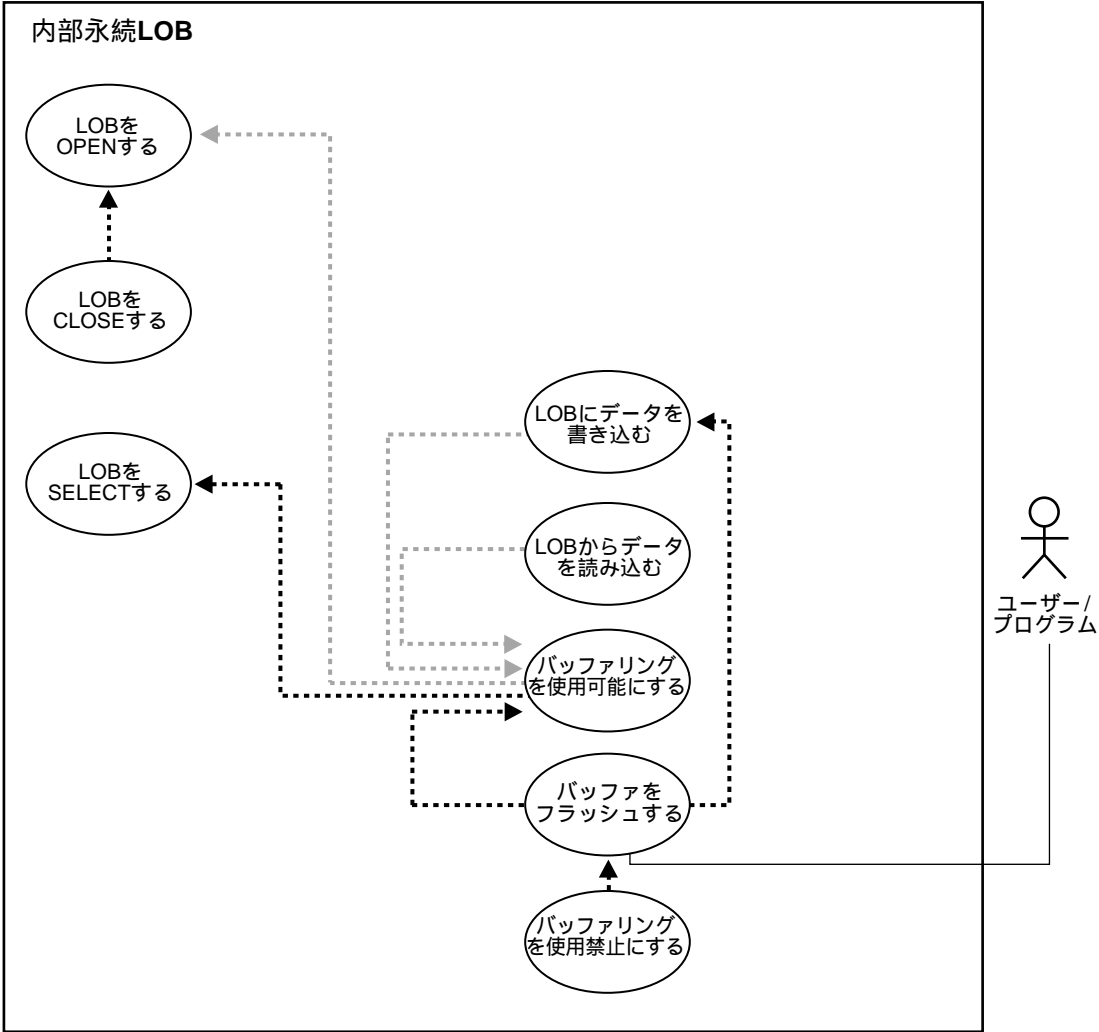 内部永続LOB
LOBを
OPENする
LOBを
CLOSEする
LOBにデータを
書き込む
LOBを
SELECTする
LOBからデータ
を読み込む
ユーザー/
プログラム
バッファリング
を使用可能にする
バッファを
フラッシュする
バッファリング
を使用禁止にする